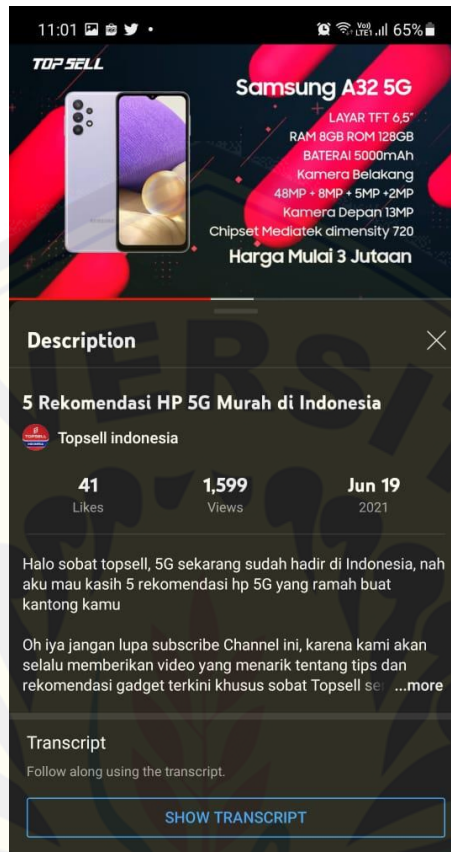 11:01
Vo)) LTE1 65%
TOP SELL
Samsung A32 5G
LAYAR TFT 6,5"
RAM 8GB ROM 128GB
BATERAI 5000mAh
Kamera Belakang
48MP + 8MP + 5MP +2MP
Kamera Depan 13MP
Chipset Mediatek dimensity 720
Harga Mulai 3 Jutaan
SAMSUNG
Description
5 Rekomendasi HP 5G Murah di Indonesia
TOPSELL
Topsell indonesia
41 1,599 Jun 19
Likes Views 2021
Halo sobat topsell, 5G sekarang sudah hadir di Indonesia, nah
aku mau kasih 5 rekomendasi hp 5G yang ramah buat
kantong kamu
Oh iya jangan lupa subscribe Channel ini, karena kami akan
selalu memberikan video yang menarik tentang tips dan
rekomendasi gadget terkini khusus sobat Topsell se ...more
Transcript
Follow along using the transcript.
SHOW TRANSCRIPT